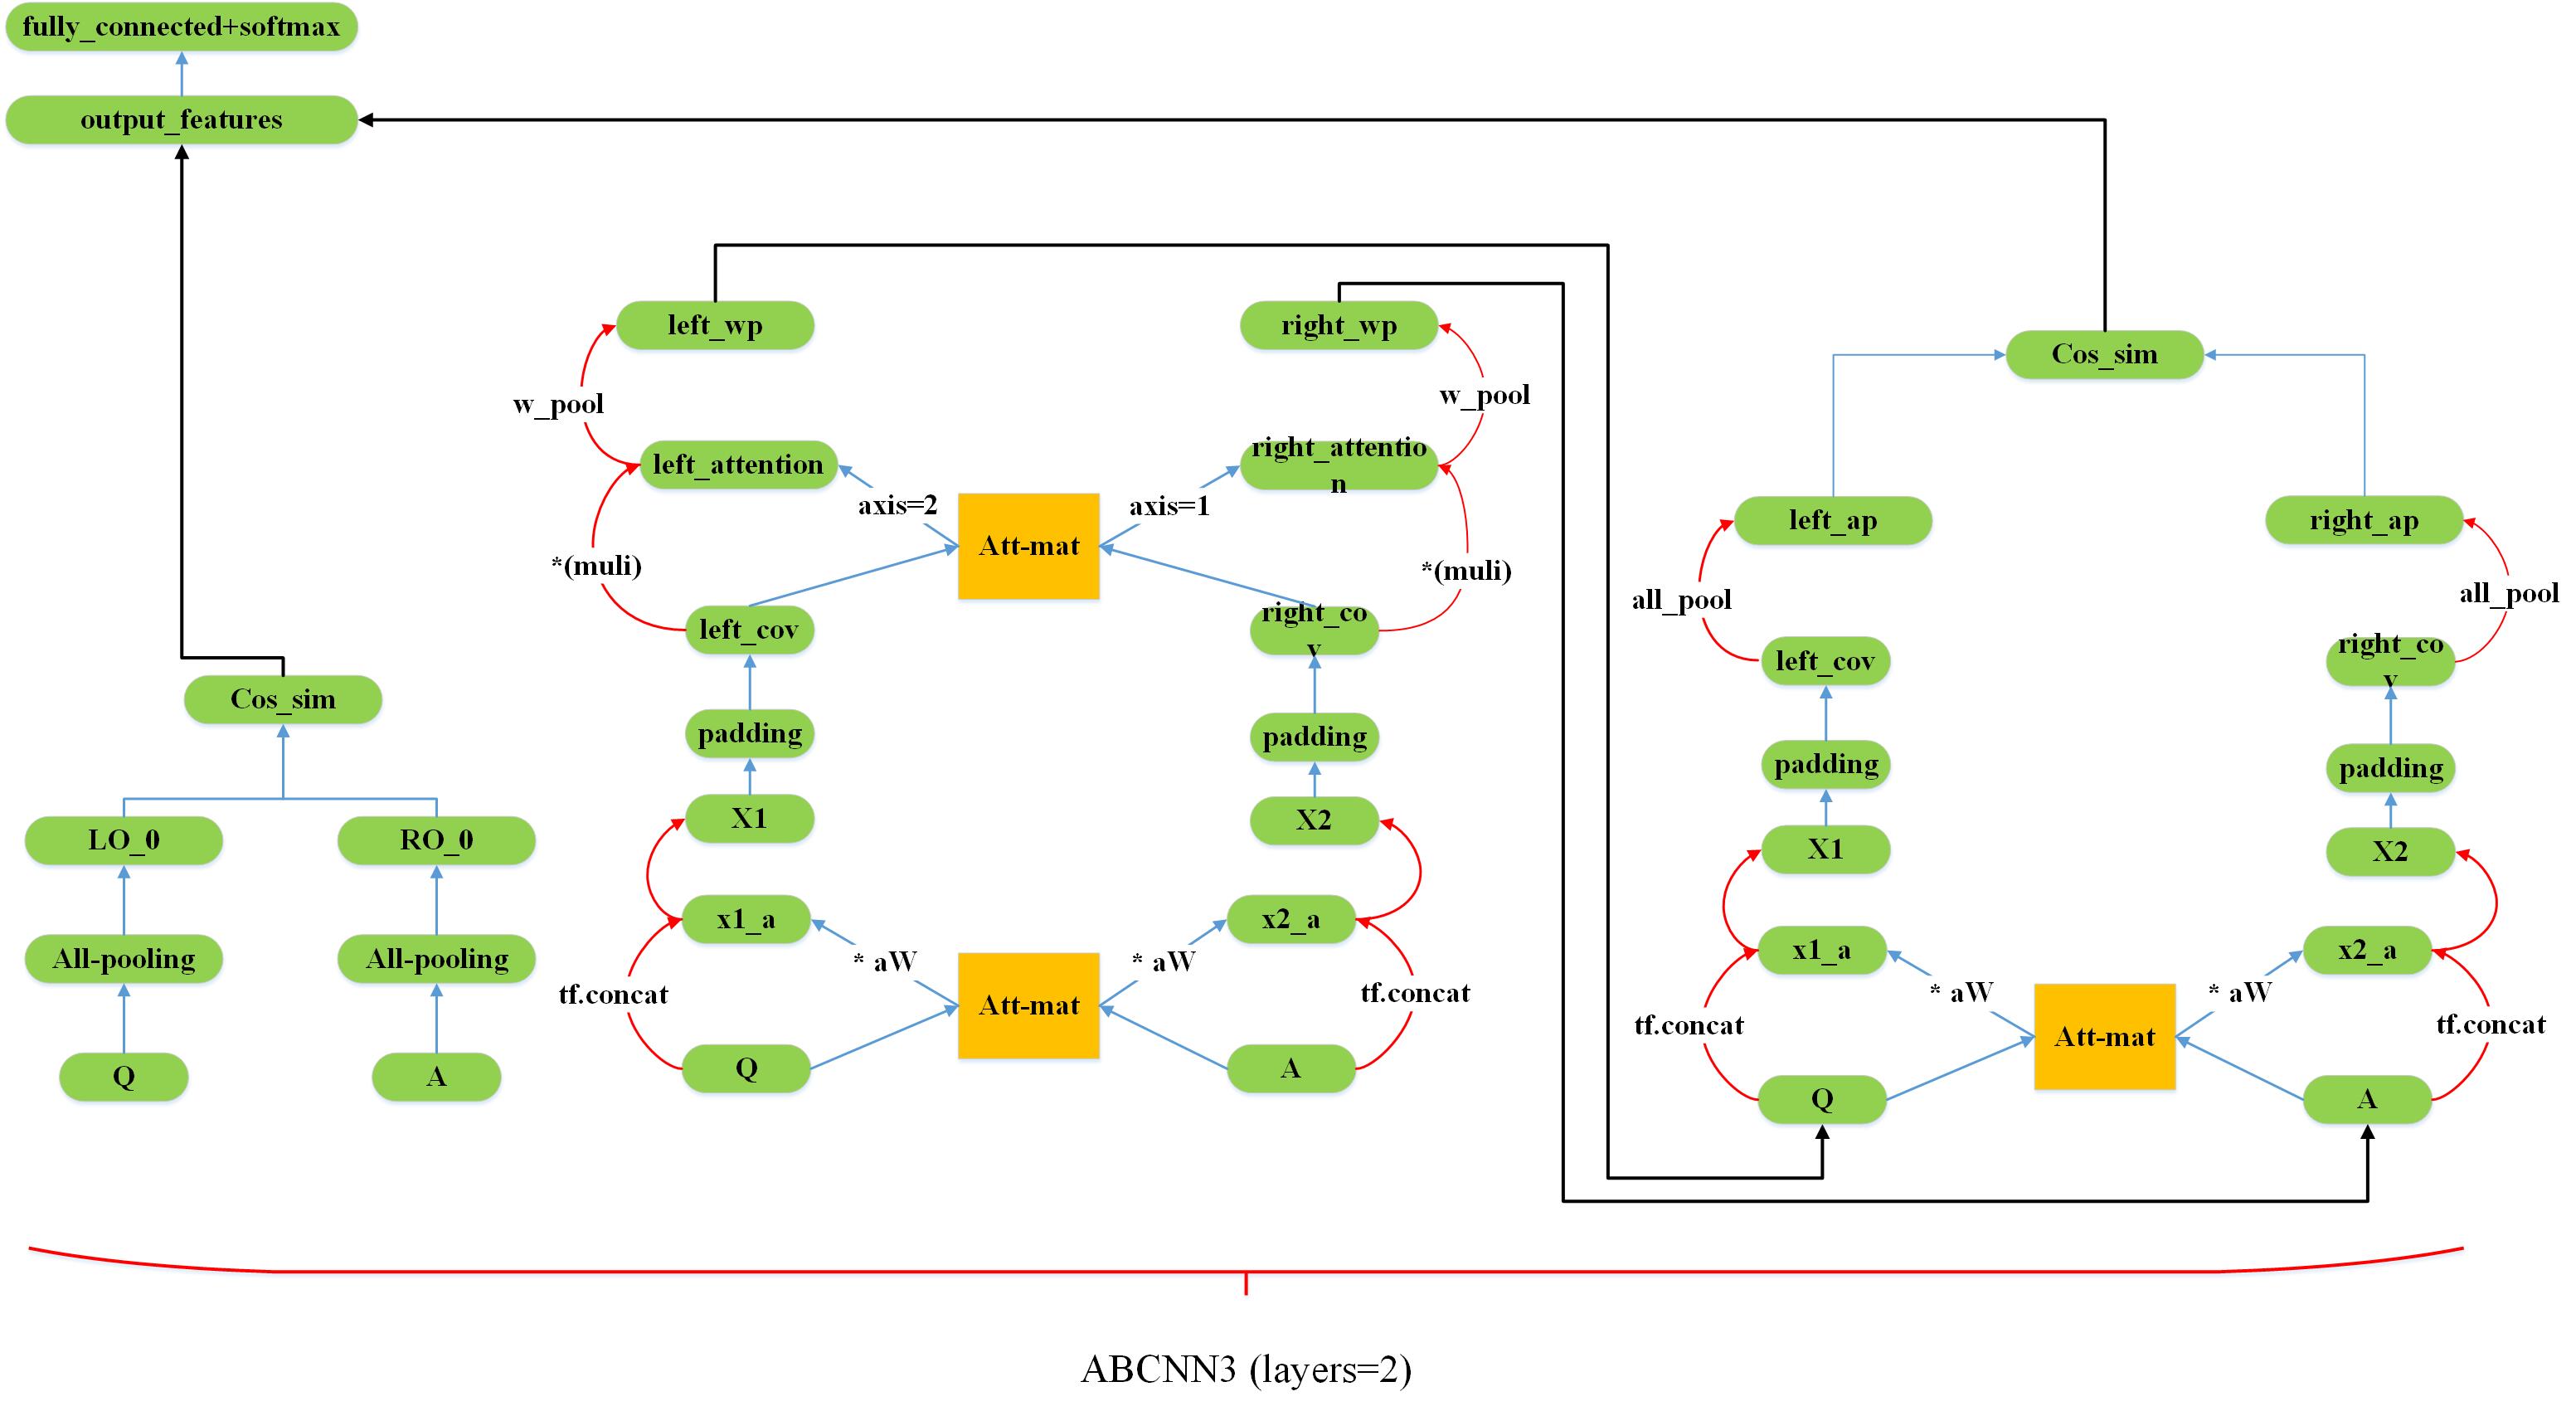 fully_connected+softmax
output_features
left_wp
right_wp
Cos_sim
w_pool
w_pool
left_attention
right_attentio
n
axis=2
axis=1
Att-mat
left_ap
right_ap
*(muli)
*(muli)
all_pool
all_pool
left_cov
right_co
v
left_cov
right_co
v
Cos_sim
padding
padding
padding
padding
LO_0
RO_0
X1
X2
X1
X2
x1_a
x2_a
x1_a
x2_a
All-pooling
All-pooling
* aW
* aW
* aW
* aW
tf.concat
Att-mat
tf.concat
tf.concat
Att-mat
tf.concat
Q
A
Q
A
Q
A
ABCNN3 (layers=2)